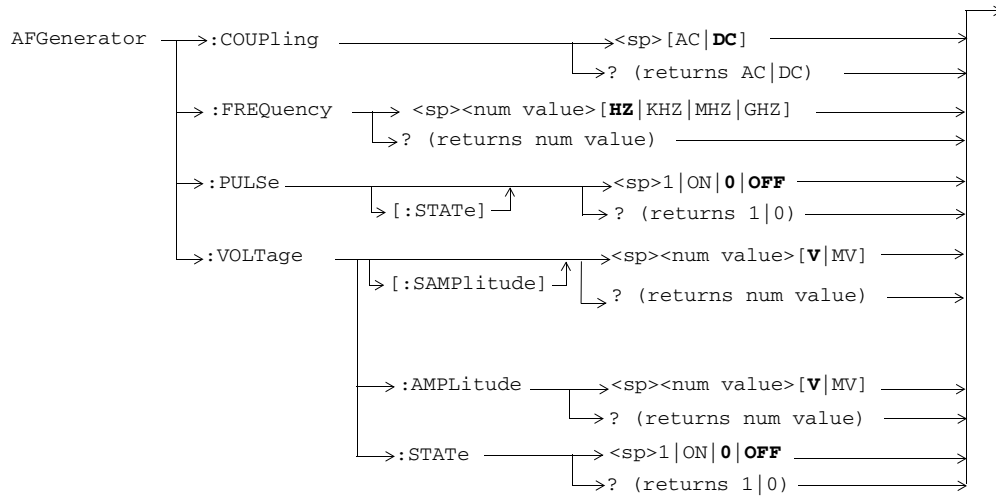 AFGenerator :COUPling <sp>[AC|DC]
? (returns AC|DC)
:FREQuency <sp><num value>[HZ|KHZ|MHZ|GHZ]
? (returns num value)
:PULSe <sp>1|ON|0|OFF
[:STATe] ? (returns 1|0)
:VOLTage <sp><num value>[V|MV]
[:SAMPlitude] ? (returns num value)
:AMPLitude <sp><num value>[V|MV]
? (returns num value)
:STATe <sp>1|ON|0|OFF
? (returns 1|0)